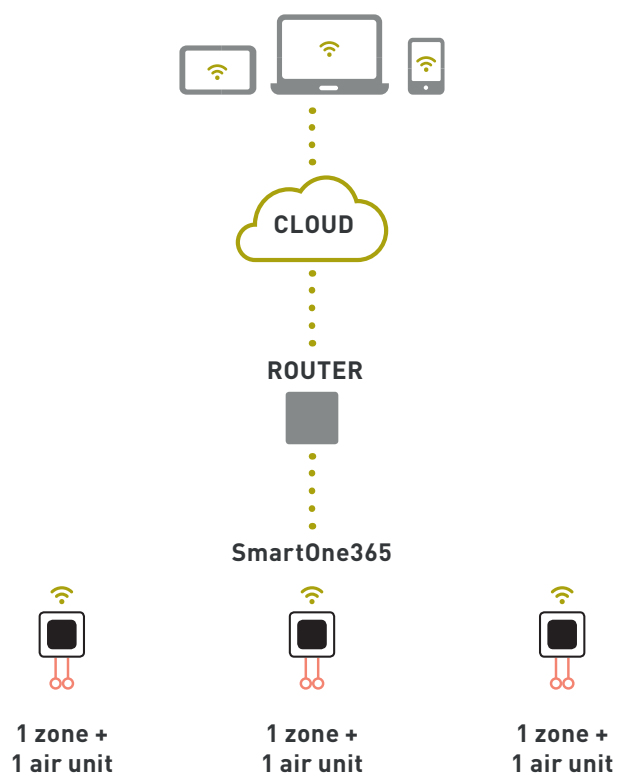 CLOUD
ROUTER
SmartOne365
1 zone +
1 air unit
1 zone +
1 air unit
1 zone +
1 air unit